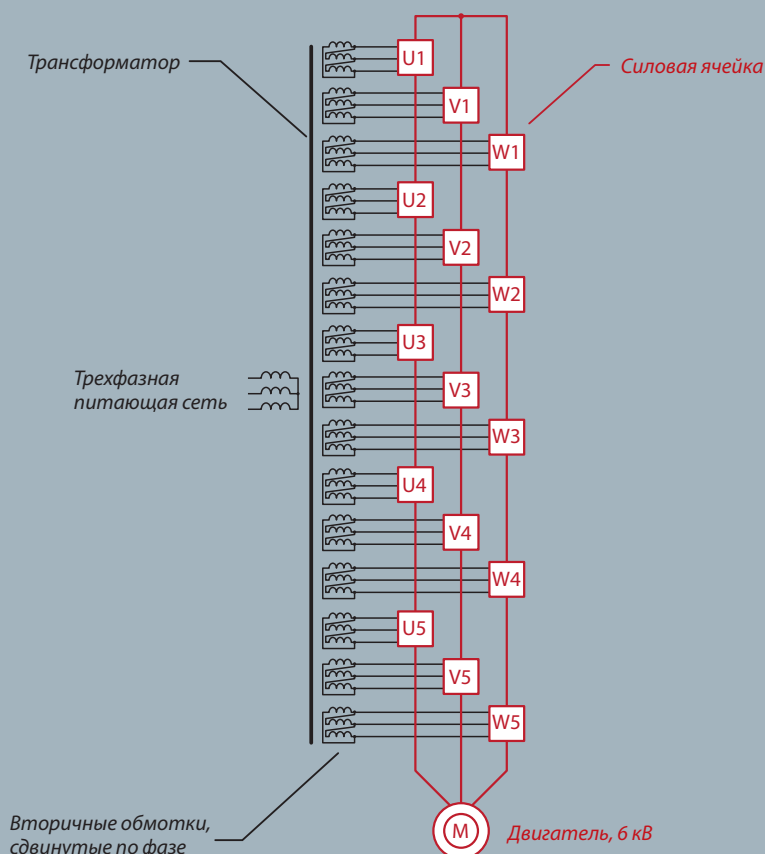 Трансформатор
Силовая ячейка
U1
V1
W1
U2
V2
W2
U3
Трехфазная
питающая сеть
V3
W3
U4
V4
W4
U5
V5
W5
Вторичные обмотки,
сдвинутые по фазе
M
Двигатель, 6 кВ